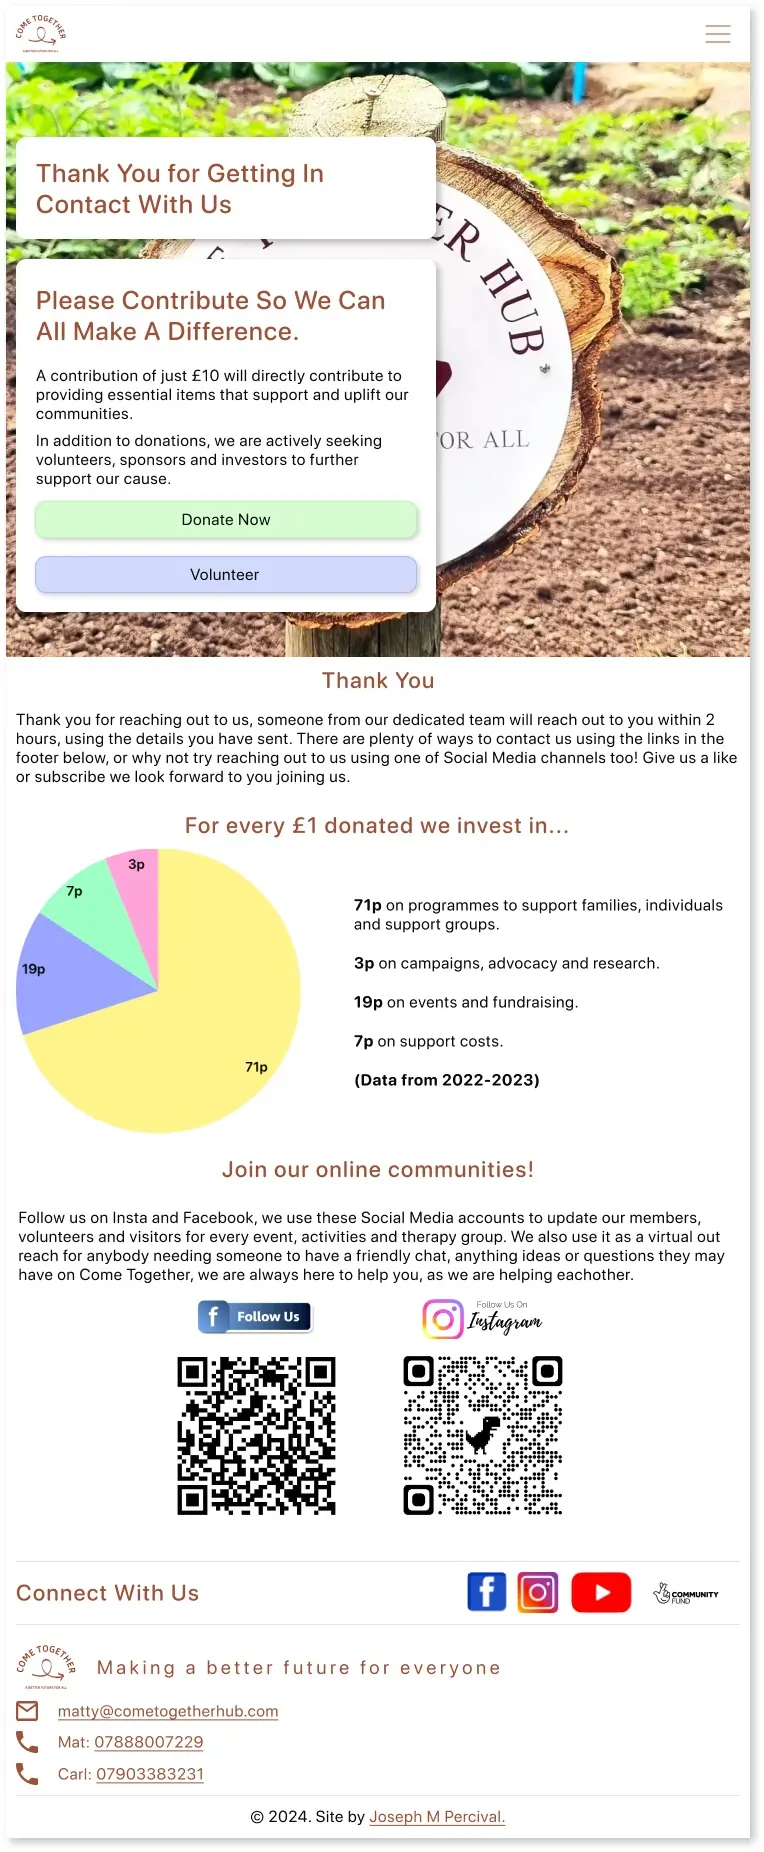 COME TOGETHER
A BETTER FUTURE FOR ALL
Thank You for Getting In
Contact With Us
ER HUB
Please Contribute So We Can
All Make A Difference.
A contribution of just £10 will directly contribute to
providing essential items that support and uplift our
communities.
In addition to donations, we are actively seeking
volunteers, sponsors and investors to further
support our cause.
FOR ALL
Donate Now
Volunteer
Thank You
Thank you for reaching out to us, someone from our dedicated team will reach out to you within 2
hours, using the details you have sent. There are plenty of ways to contact us using the links in the
footer below, or why not try reaching out to us using one of Social Media channels too! Give us a like
or subscribe we look forward to you joining us.
For every £1 donated we invest in...
3p
7p
19p
71p
71p on programmes to support families, individuals
and support groups.
3p on campaigns, advocacy and research.
19p on events and fundraising.
7p on support costs.
(Data from 2022-2023)
Join our online communities!
Follow us on Insta and Facebook, we use these Social Media accounts to update our members,
volunteers and visitors for every event, activities and therapy group. We also use it as a virtual out
reach for anybody needing someone to have a friendly chat, anything ideas or questions they may
have on Come Together, we are always here to help you, as we are helping eachother.
f Follow Us
Follow Us On
Instagram
Connect With Us
f
COMMUNITY
FUND
COME TOGETHER
A BETTER FUTURE FOR ALL
Making a better future for everyone
matty@cometogetherhub.com
Mat: 07888007229
Carl: 07903383231
© 2024. Site by Joseph M Percival.